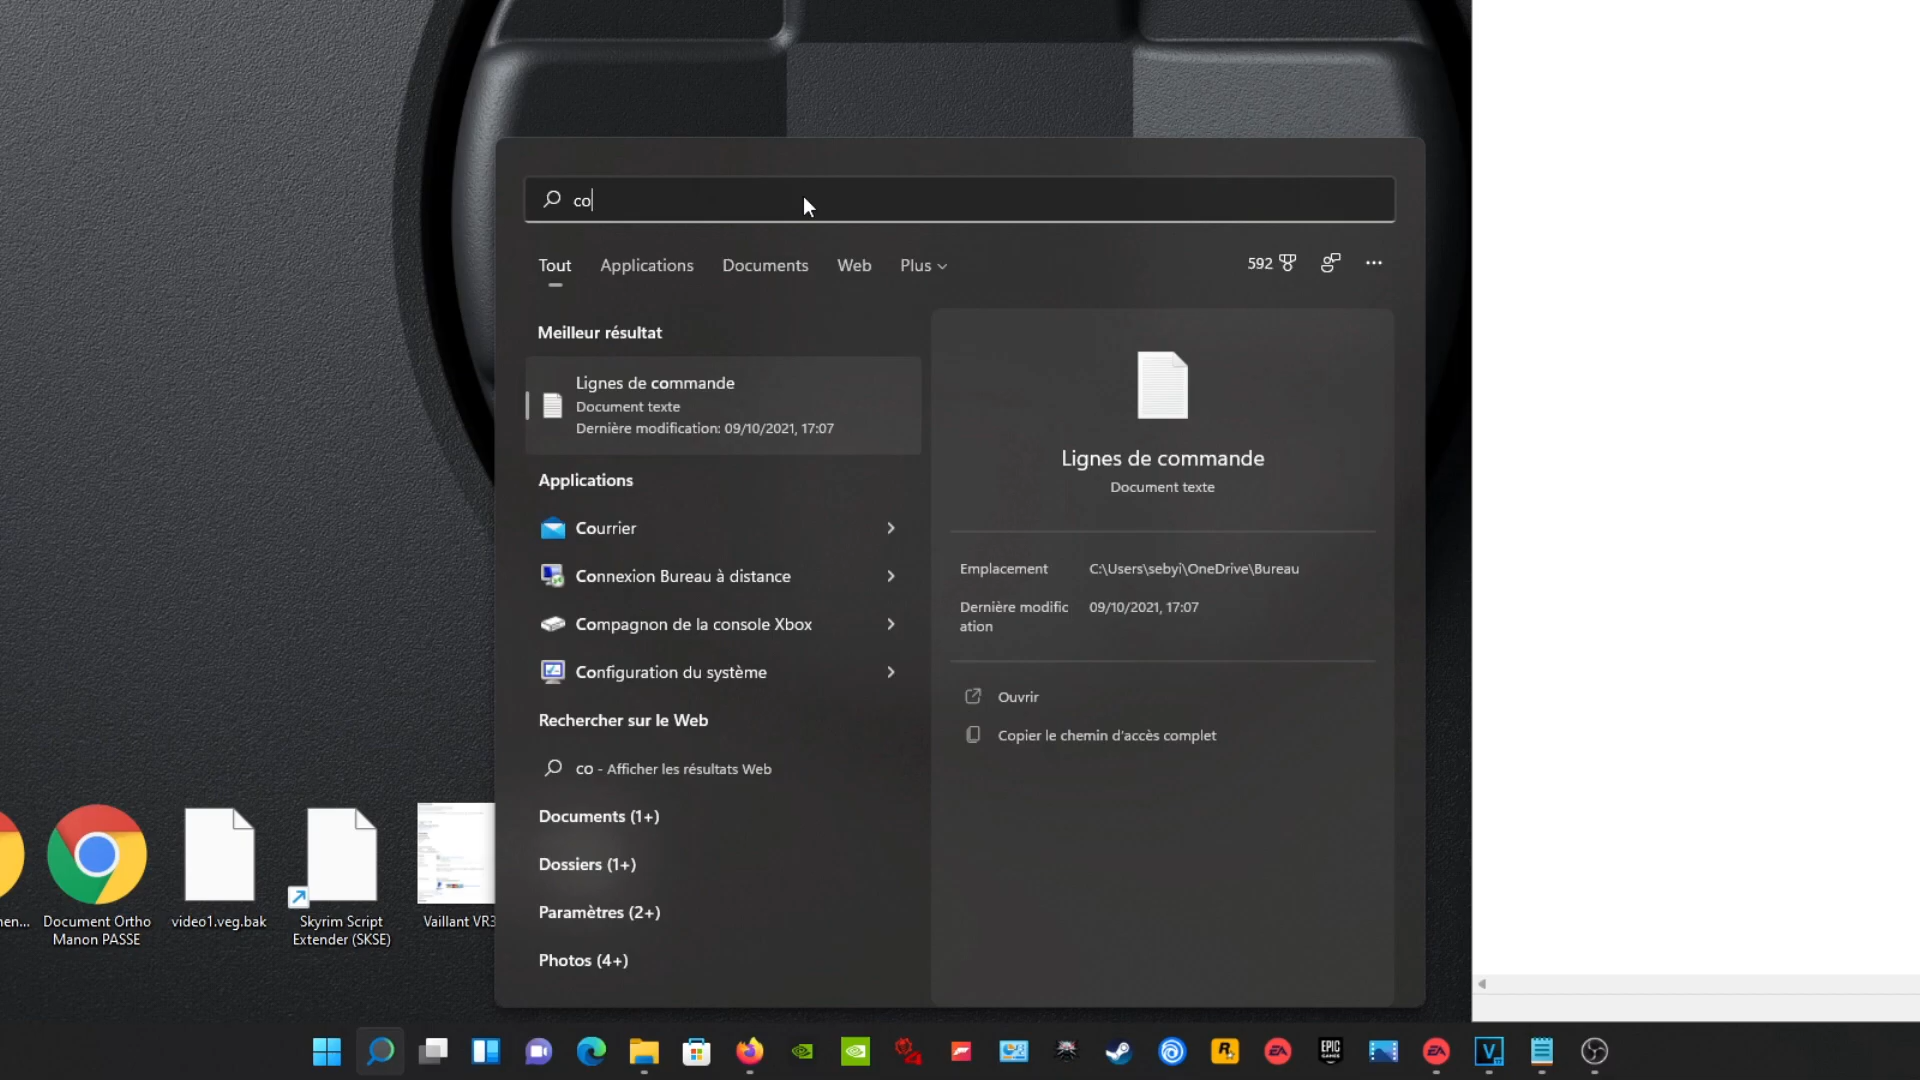 co
Tout Applications Documents Web Plus 592 ...
Meilleur résultat
Lignes de commande
Document texte
Dernière modification: 09/10/2021, 17:07
Applications
Courrier
Connexion Bureau à distance
Compagnon de la console Xbox
Configuration du système
Rechercher sur le Web
co - Afficher les résultats Web
Documents (1+)
Dossiers (1+)
Paramètres (2+)
Photos (4+)
Lignes de commande
Document texte
Emplacement C:\Users\sebyi\OneDrive\Bureau
Dernière modific 09/10/2021, 17:07
ation
Ouvrir
Copier le chemin d'accès complet
Document Ortho
Manon PASSE
video1.veg.bak
Skyrim Script
Extender (SKSE)
Vaillant VR3
EA
EPIC
GAMES
EA
V